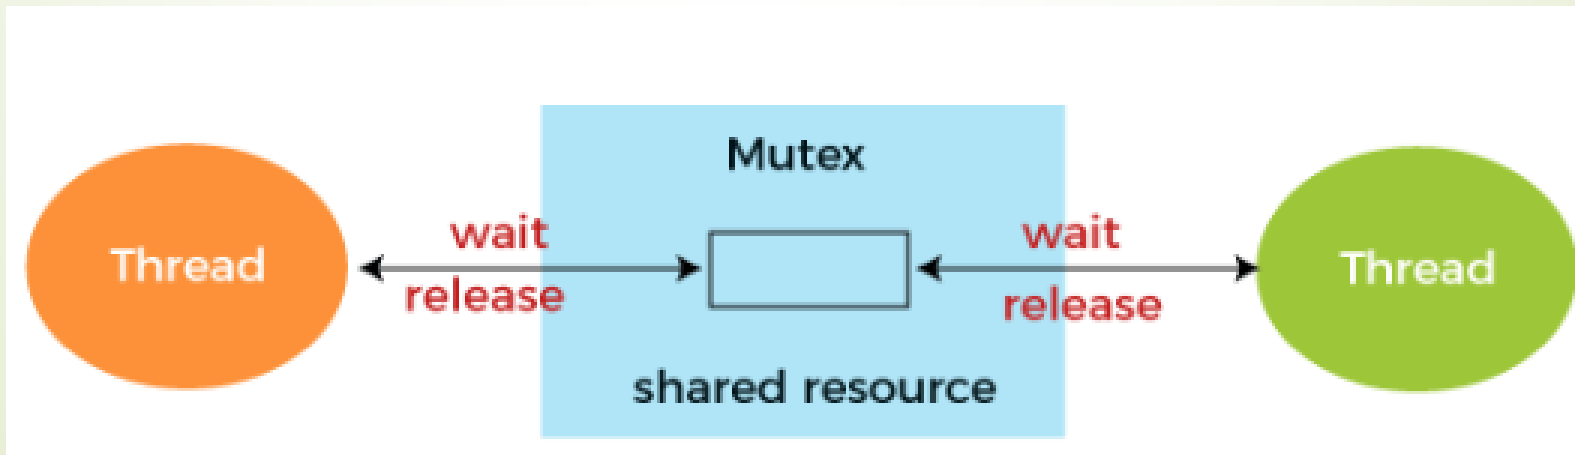 Mutex
Thread
wait
release
wait
release
Thread
shared resource